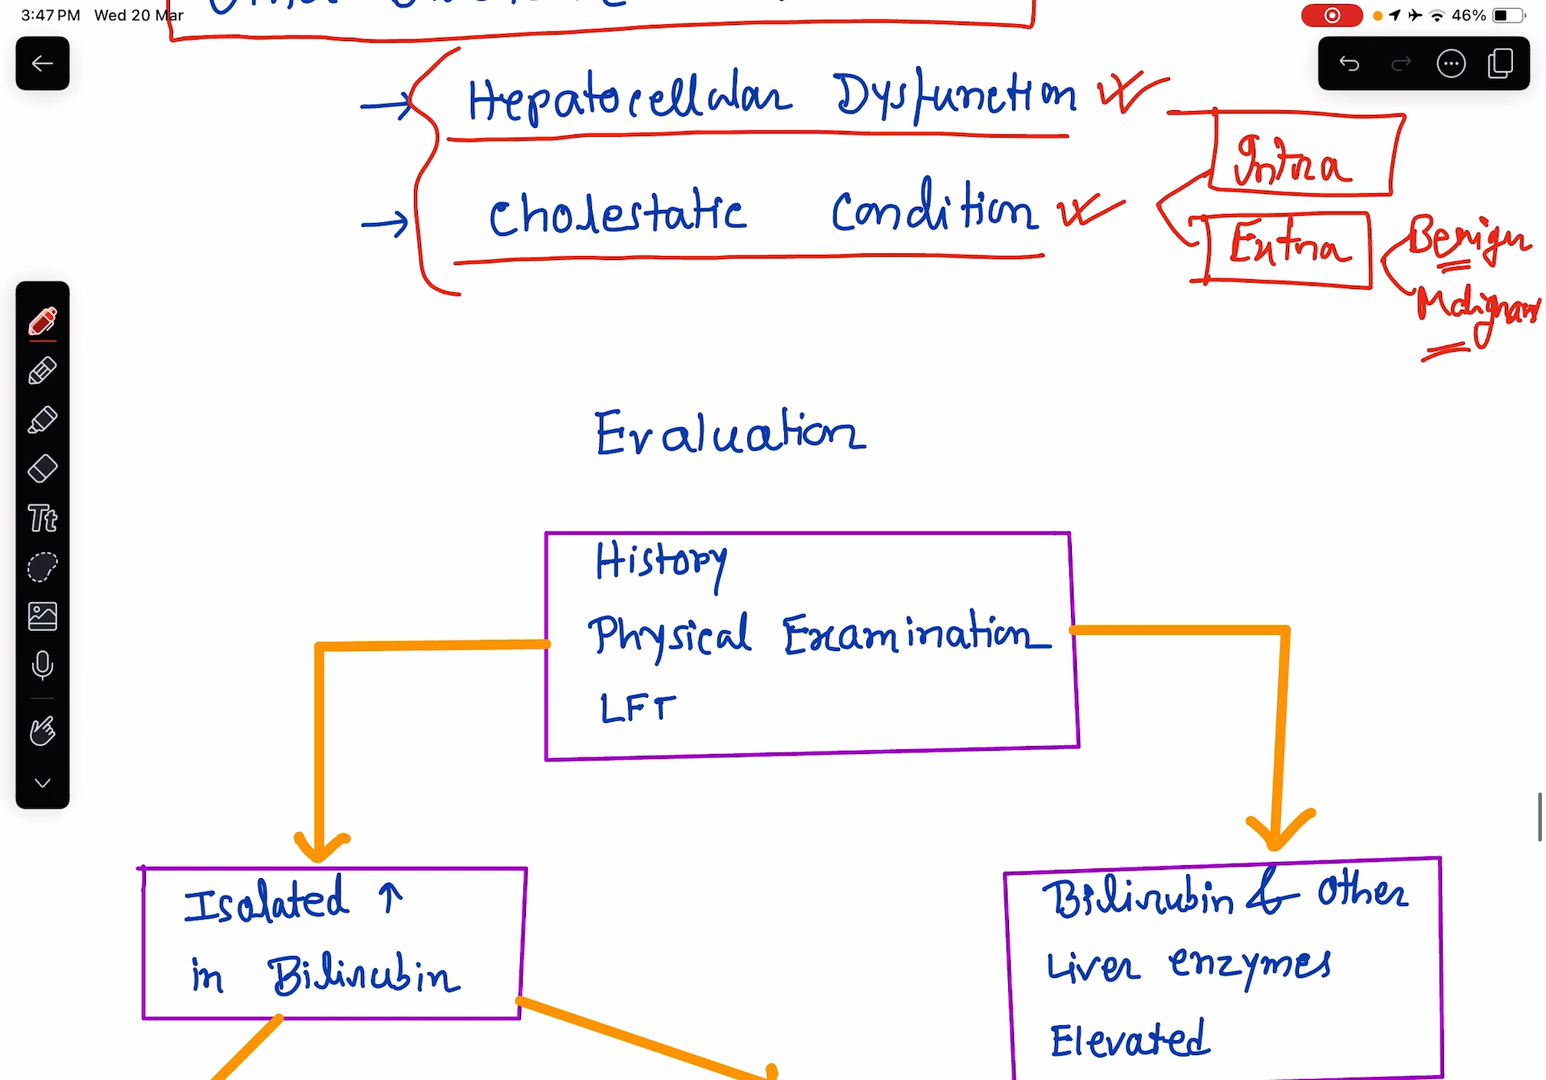 3:47 PM Wed 20 Mar
46%
→ Hepatocellular Dysfunction
→ Cholestatic Condition
Intra
Extra
Benign
Malignant
Evaluation
History
Physical Examination
LFT
Isolated ↑
in Bilirubin
Bilirubin & Other
Liver enzymes
Elevated
Tt